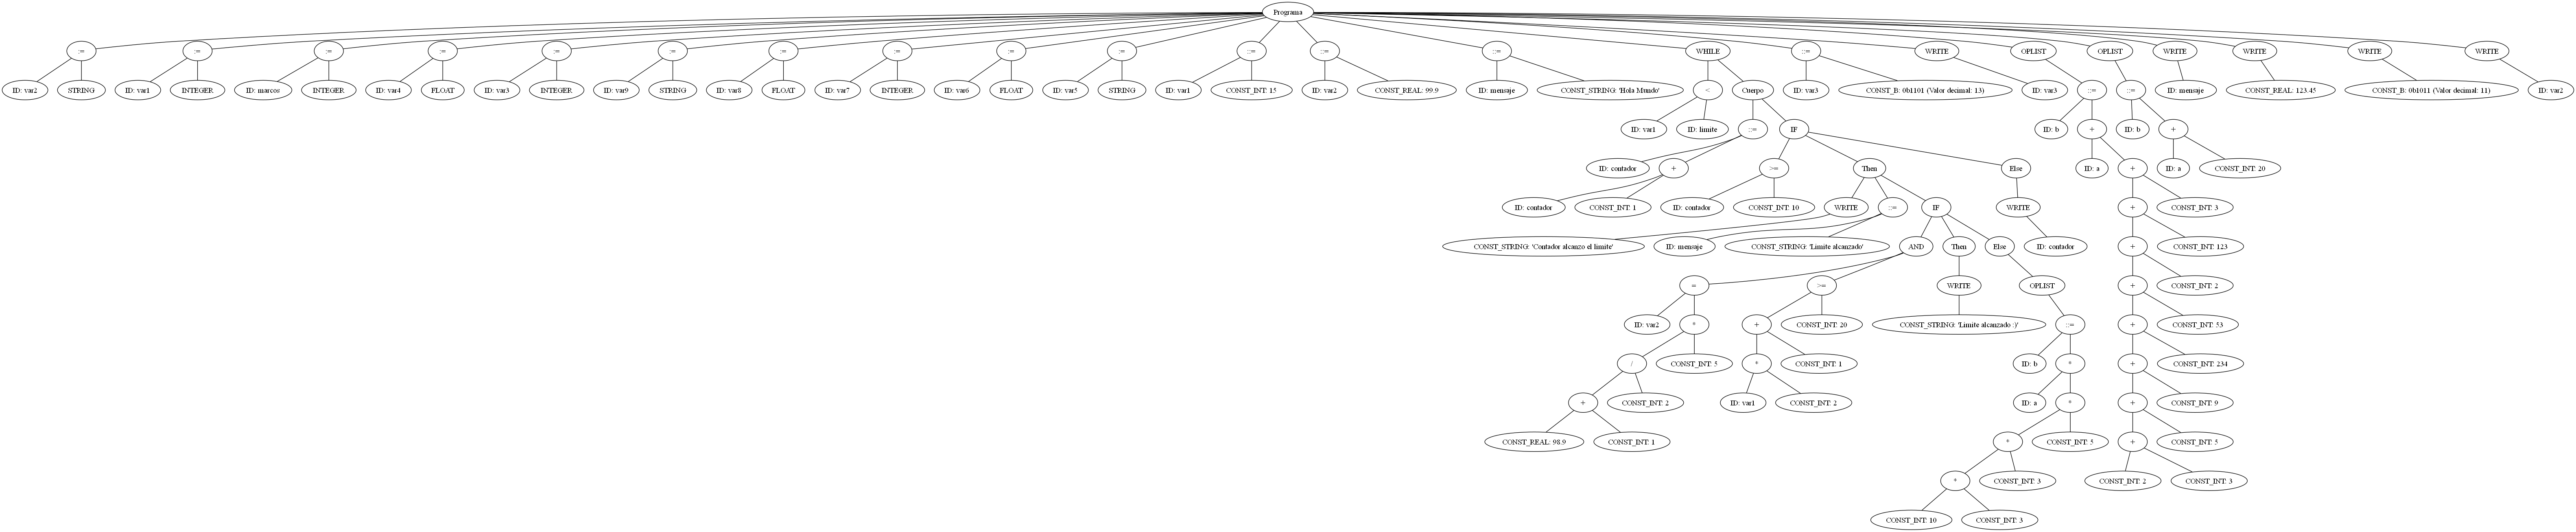 Programa
:= := := := := := := := := := ::= ::= ::= WHILE ::= WRITE OPLIST OPLIST WRITE WRITE WRITE WRITE
ID: var2 STRING ID: var1 INTEGER ID: marcos INTEGER ID: var4 FLOAT ID: var3 INTEGER ID: var9 STRING ID: var8 FLOAT ID: var7 INTEGER ID: var6 FLOAT ID: var5 STRING ID: var1 CONST_INT: 15 ID: var2 CONST_REAL: 99.9 ID: mensaje CONST_STRING: 'Hola Mundo' < Cuerpo ID: var3 CONST_B: 0b1101 (Valor decimal: 13) ID: var3 ::= ::= ID: mensaje CONST_REAL: 123.45 CONST_B: 0b1011 (Valor decimal: 11) ID: var2
ID: var1 ID: limite ::= IF ID: b + ID: b +
ID: contador + >= Then Else ID: a + ID: a CONST_INT: 20
ID: contador CONST_INT: 1 ID: contador CONST_INT: 10 WRITE ::= IF WRITE + CONST_INT: 3
CONST_STRING: 'Contador alcanzo el limite' ID: mensaje CONST_STRING: 'Limite alcanzado' AND Then Else ID: contador + CONST_INT: 123
= >= WRITE OPLIST + CONST_INT: 2
ID: var2 * + CONST_INT: 20 CONST_STRING: 'Limite alcanzado :)' ::= + CONST_INT: 53
/ CONST_INT: 5 * CONST_INT: 1 ID: b * + CONST_INT: 234
+ CONST_INT: 2 ID: var1 CONST_INT: 2 ID: a * + CONST_INT: 9
CONST_REAL: 98.9 CONST_INT: 1 * CONST_INT: 5 + CONST_INT: 5
* CONST_INT: 3 CONST_INT: 2 CONST_INT: 3
CONST_INT: 10 CONST_INT: 3